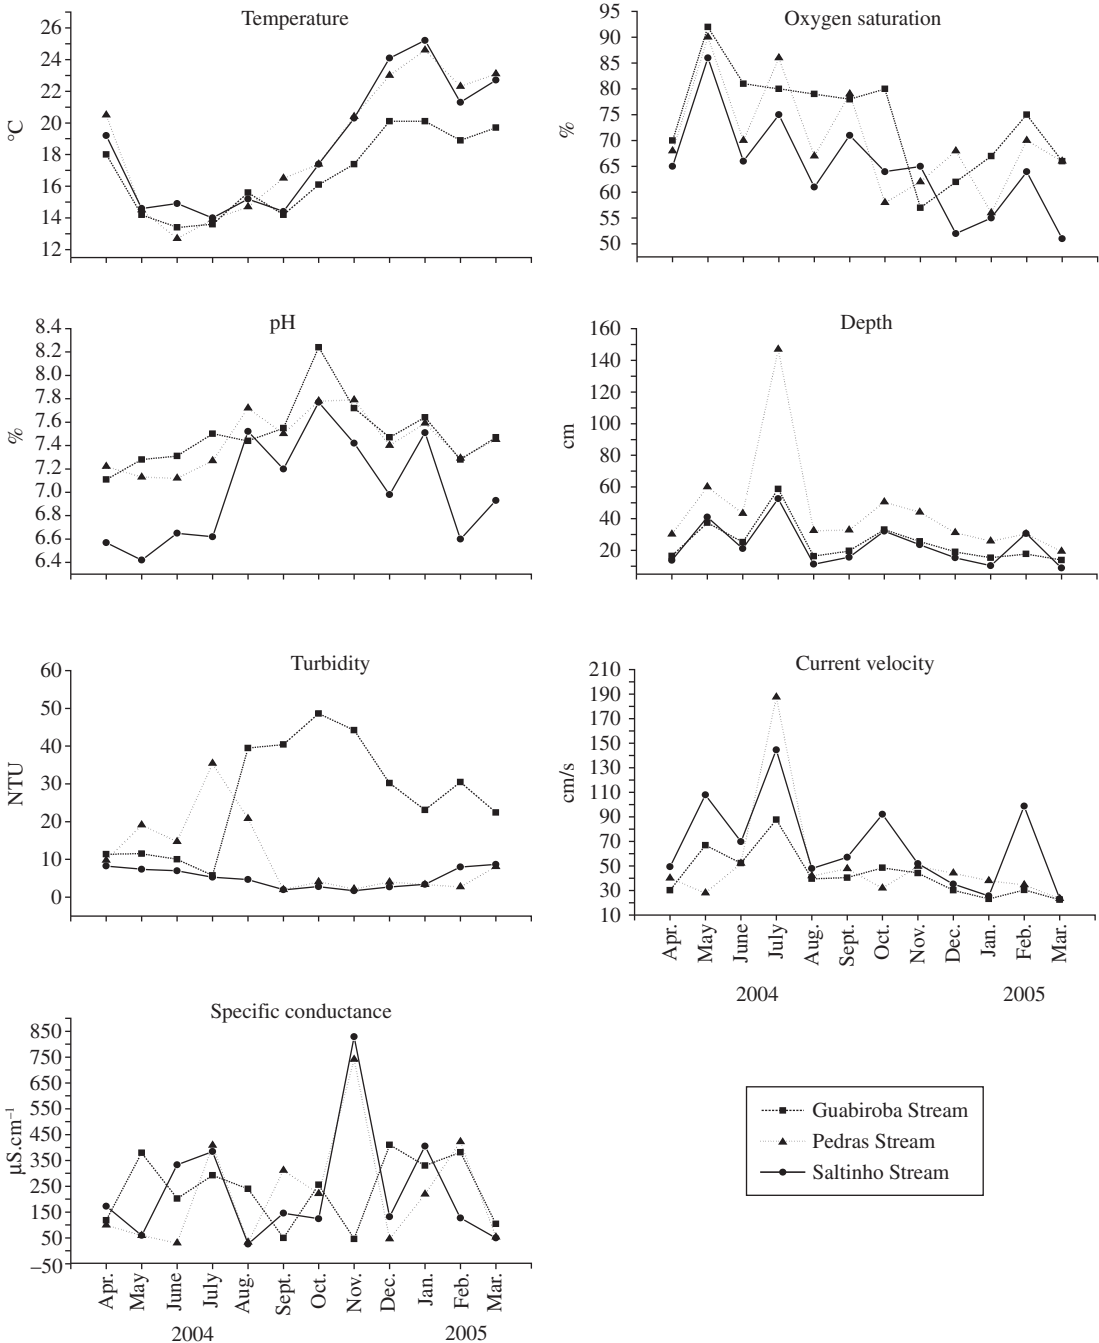 Temperature
26
24
22
20
18
16
14
12
°C
Oxygen saturation
95
90
85
80
75
70
65
60
55
50
%
pH
8.4
8.2
8.0
7.8
7.6
7.4
7.2
7.0
6.8
6.6
6.4
%
Depth
160
140
120
100
80
60
40
20
cm
Turbidity
60
50
40
30
20
10
0
NTU
Current velocity
210
190
170
150
130
110
90
70
50
30
10
cm/s
Apr.
May
June
July
Aug.
Sept.
Oct.
Nov.
Dec.
Jan.
Feb.
Mar.
2004 2005
Specific conductance
850
750
650
550
450
350
250
150
50
–50
µS.cm⁻¹
Apr.
May
June
July
Aug.
Sept.
Oct.
Nov.
Dec.
Jan.
Feb.
Mar.
2004 2005
Guabiroba Stream
Pedras Stream
Saltinho Stream